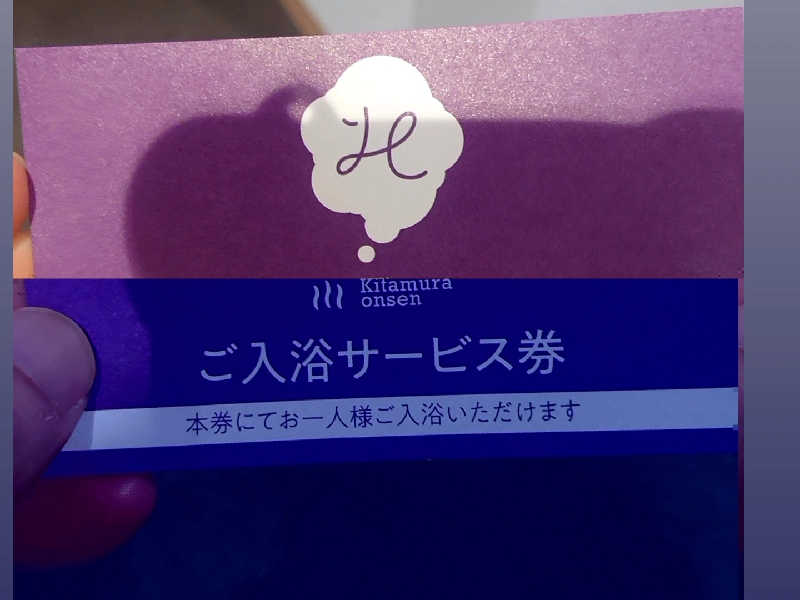 Kitamura
onsen
ご入浴サービス券
本券にてお一人様ご入浴いただけます